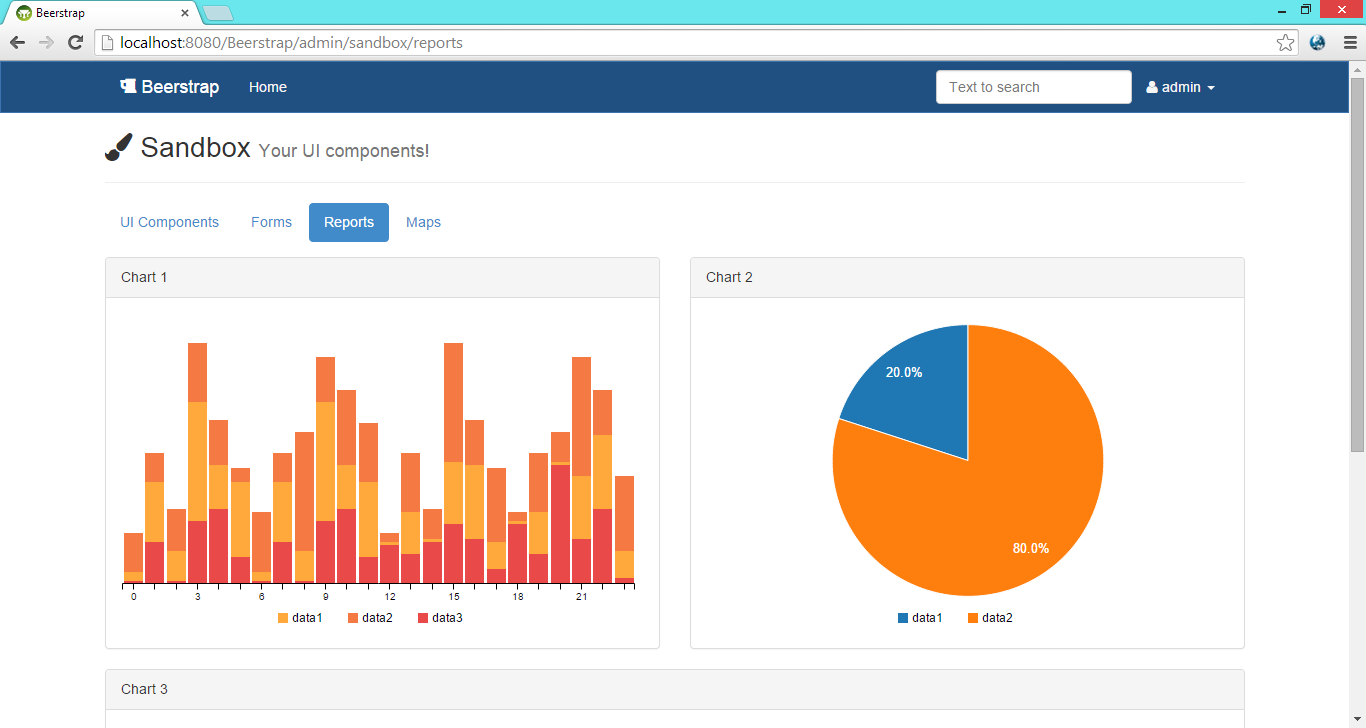 Beerstrap
localhost:8080/Beerstrap/admin/sandbox/reports
Beerstrap Home Text to search admin
Sandbox Your UI components!
UI Components Forms Reports Maps
Chart 1
0 3 6 9 12 15 18 21
data1 data2 data3
Chart 2
20.0%
80.0%
data1 data2
Chart 3